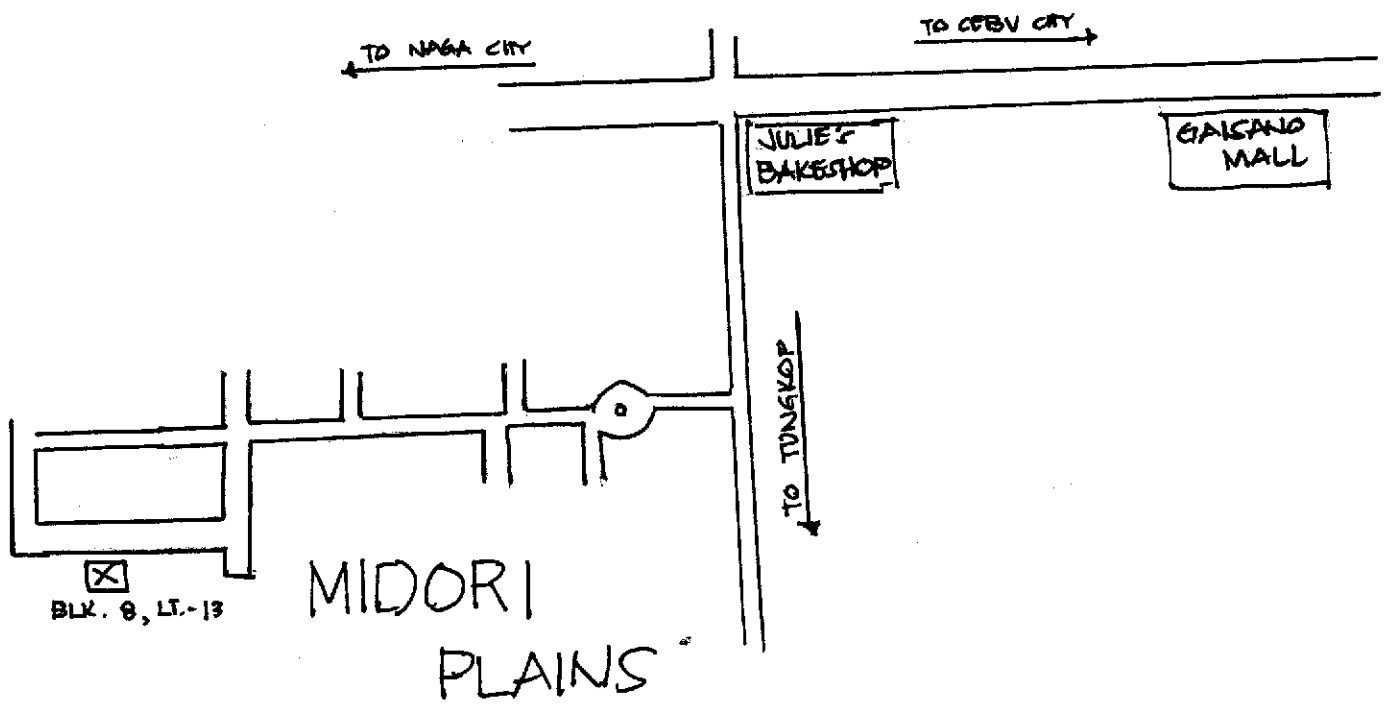 TO NAGA CITY
TO CEBU CITY
JULIE'S
BAKESHOP
GAISANO
MALL
TO TUNGKOP
BLK. 8, LT.-13
MIDORI
PLAINS